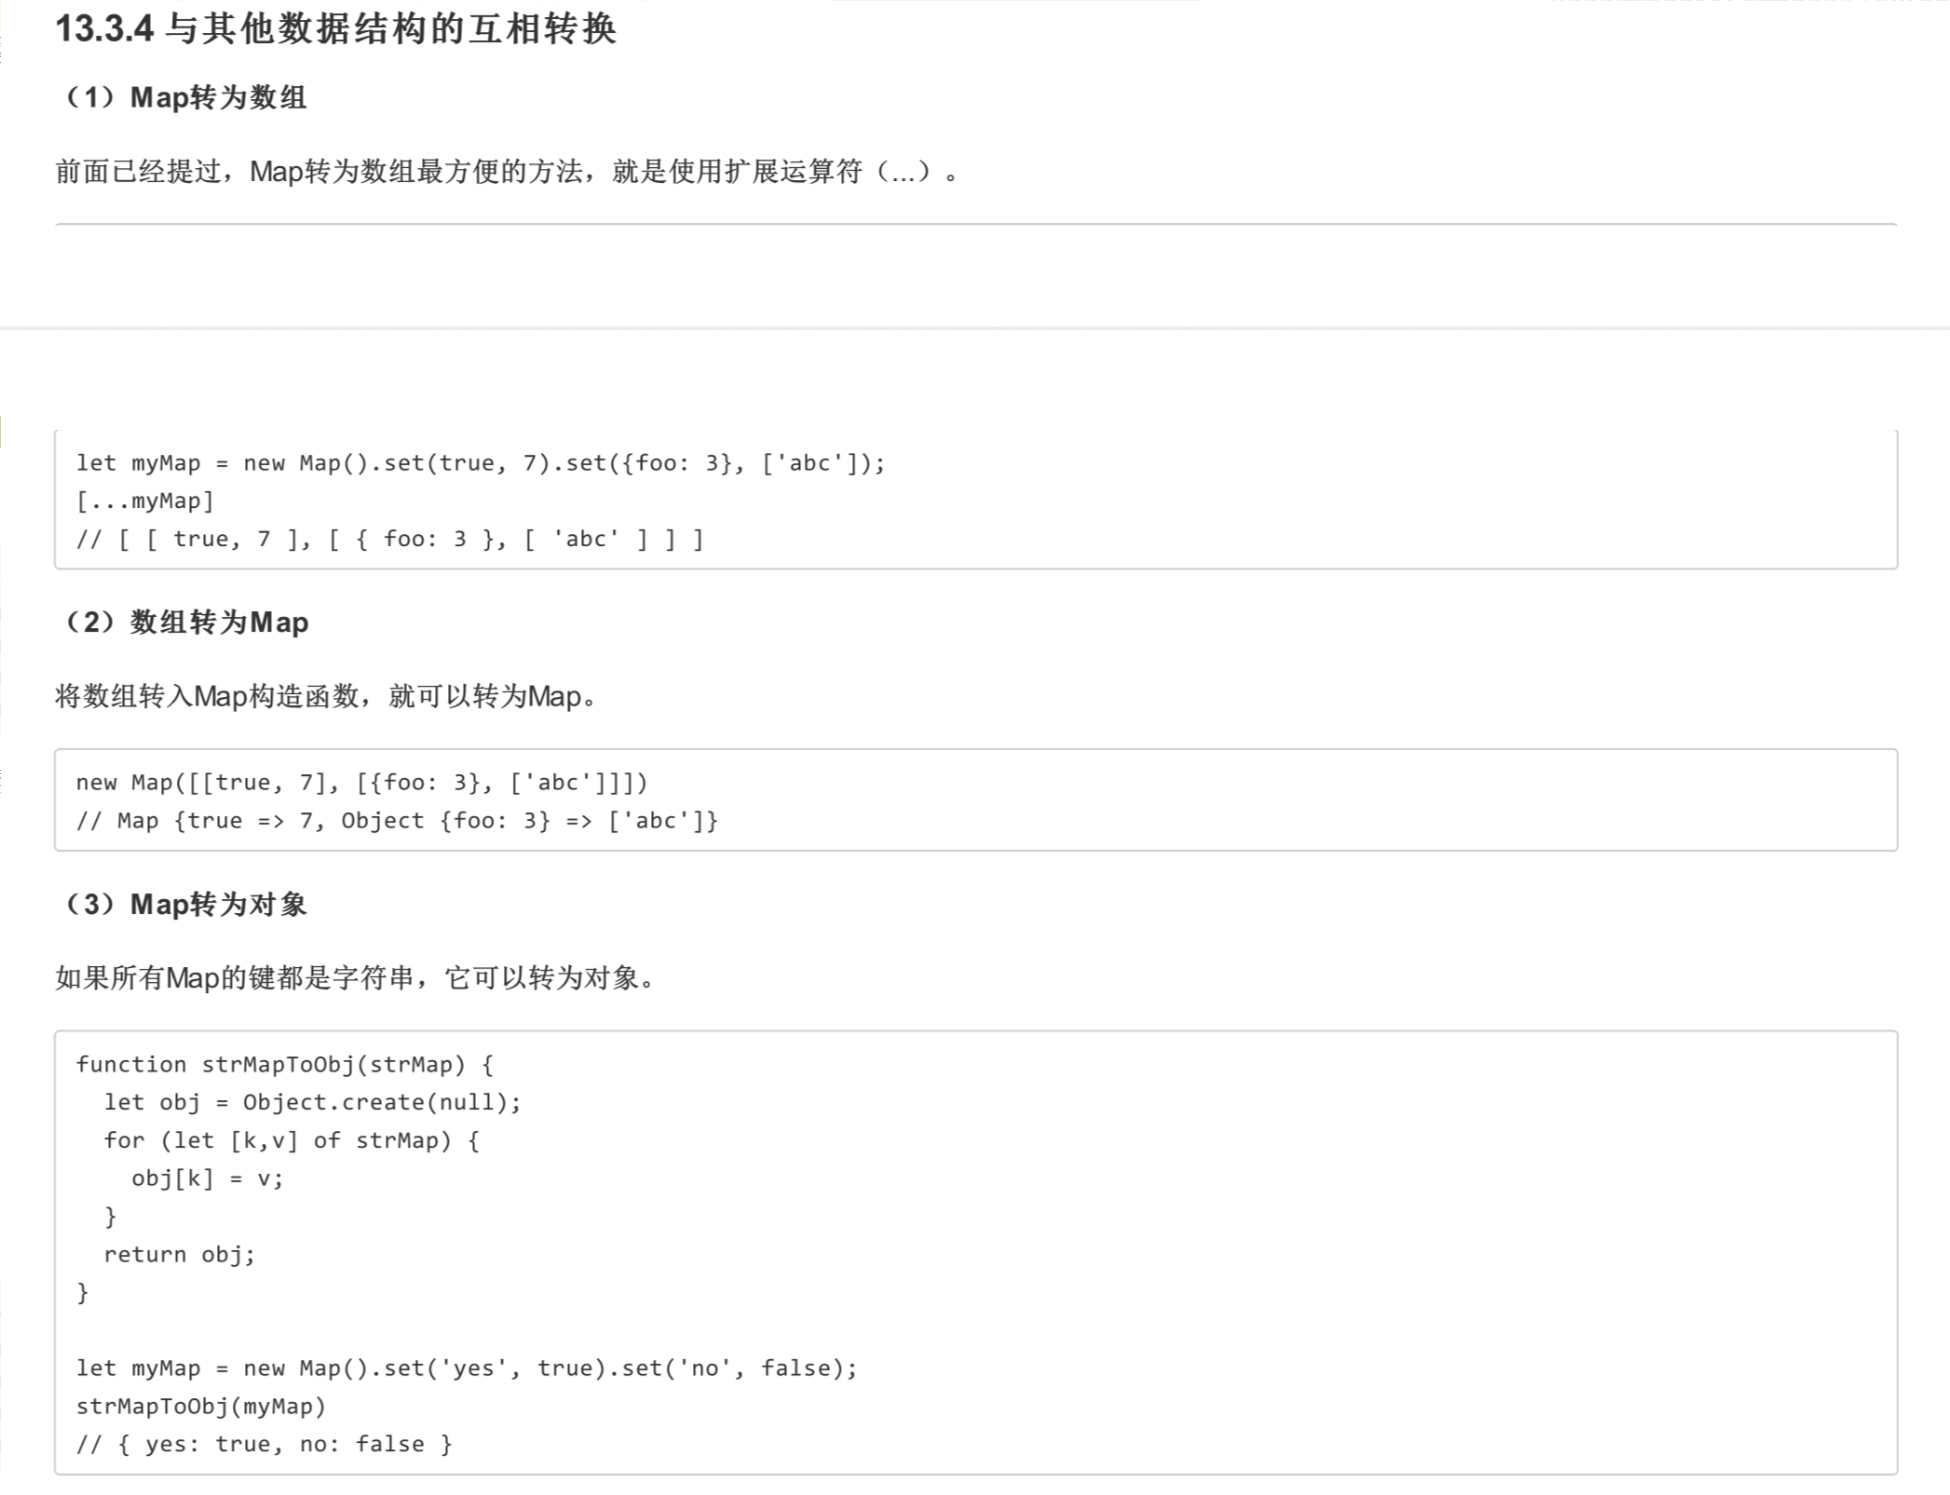 13.3.4 与其他数据结构的互相转换
（1）Map转为数组
前面已经提过，Map转为数组最方便的方法，就是使用扩展运算符（...）。
let myMap = new Map().set(true, 7).set({foo: 3}, ['abc']);
[...myMap]
// [ [ true, 7 ], [ { foo: 3 }, [ 'abc' ] ] ]
（2）数组转为Map
将数组转入Map构造函数，就可以转为Map。
new Map([[true, 7], [{foo: 3}, ['abc']]])
// Map {true => 7, Object {foo: 3} => ['abc']}
（3）Map转为对象
如果所有Map的键都是字符串，它可以转为对象。
function strMapToObj(strMap) {
  let obj = Object.create(null);
  for (let [k,v] of strMap) {
    obj[k] = v;
  }
  return obj;
}
let myMap = new Map().set('yes', true).set('no', false);
strMapToObj(myMap)
// { yes: true, no: false }